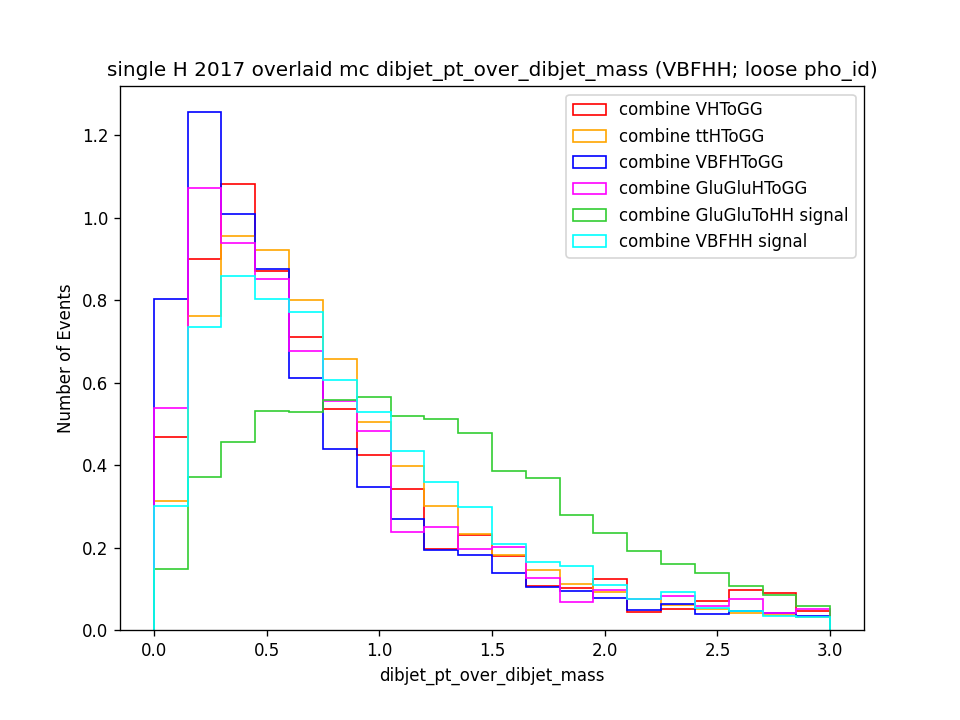 single H 2017 overlaid mc dibjet_pt_over_dibjet_mass (VBFHH; loose pho_id)
combine VHToGG
combine ttHToGG
combine VBFHToGG
combine GluGluHToGG
combine GluGluToHH signal
combine VBFHH signal
Number of Events
1.2
1.0
0.8
0.6
0.4
0.2
0.0
0.0 0.5 1.0 1.5 2.0 2.5 3.0
dibjet_pt_over_dibjet_mass